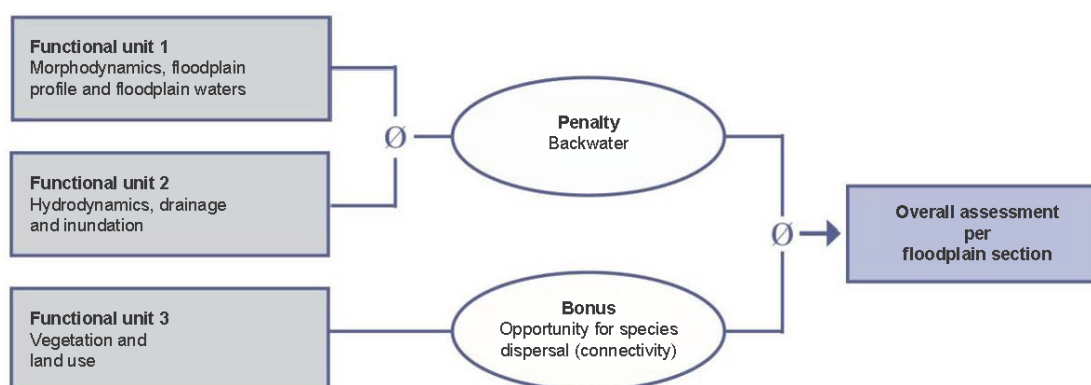 Functional unit 1
Morphodynamics, floodplain
profile and floodplain waters
Ø
Penalty
Backwater
Functional unit 2
Hydrodynamics, drainage
and inundation
Ø
Overall assessment
per
floodplain section
Functional unit 3
Vegetation and
land use
Bonus
Opportunity for species
dispersal (connectivity)